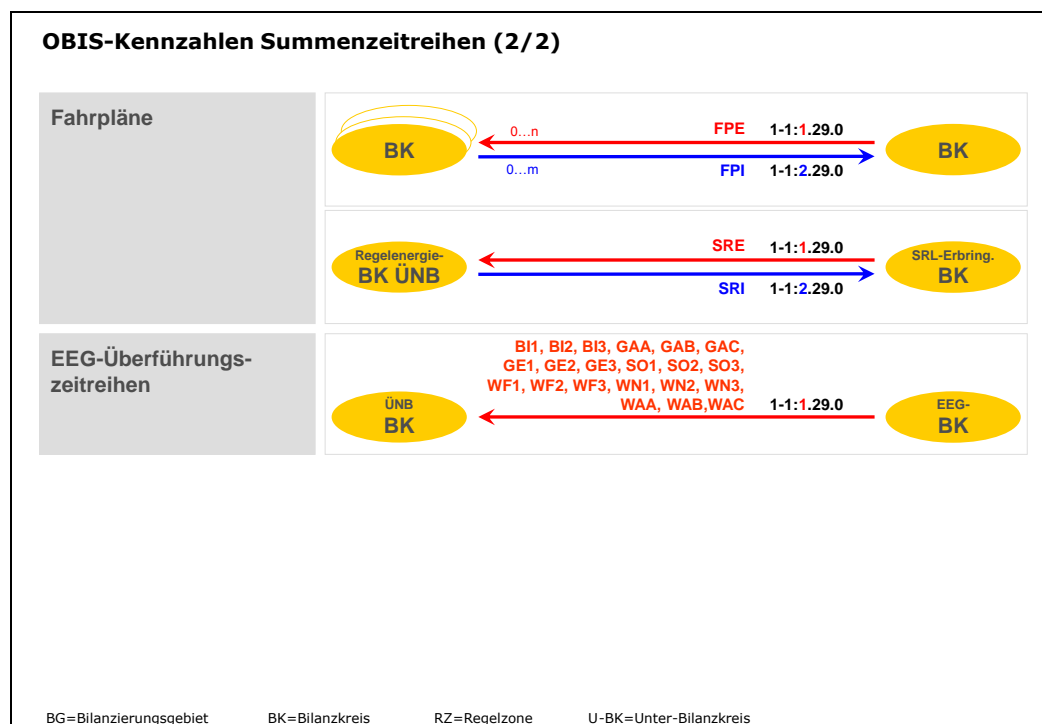 OBIS-Kennzahlen Summenzeitreihen (2/2)
Fahrpläne
BK
0…n
FPE 1-1:1.29.0
0…m
FPI 1-1:2.29.0
BK
Regelenergie-
BK ÜNB
SRE 1-1:1.29.0
SRI 1-1:2.29.0
SRL-Erbring.
BK
EEG-Überführungs-
zeitreihen
BI1, BI2, BI3, GAA, GAB, GAC,
GE1, GE2, GE3, SO1, SO2, SO3,
WF1, WF2, WF3, WN1, WN2, WN3,
WAA, WAB,WAC 1-1:1.29.0
ÜNB
BK
EEG-
BK
BG=Bilanzierungsgebiet BK=Bilanzkreis RZ=Regelzone U-BK=Unter-Bilanzkreis